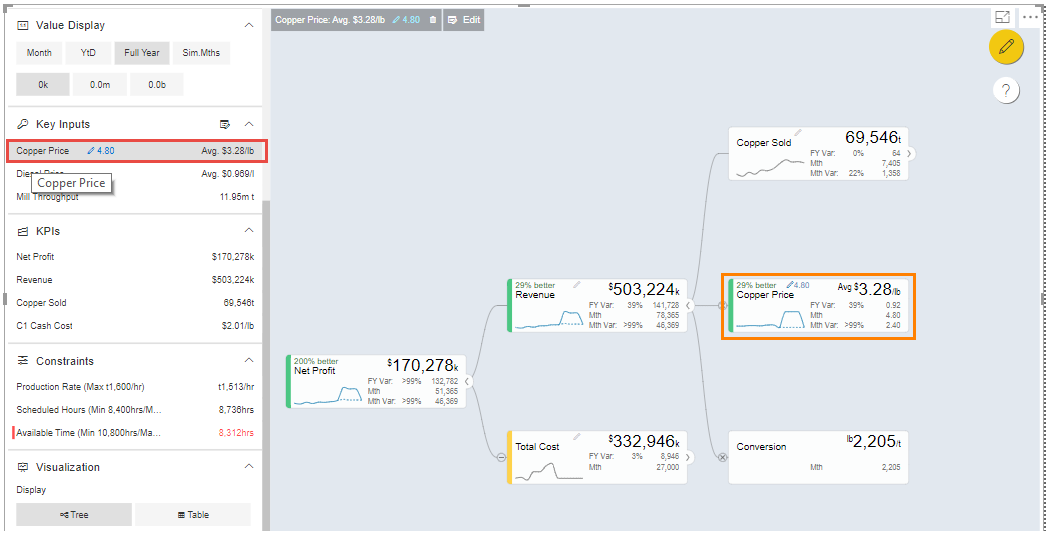 Value Display
Month YtD Full Year Sim.Mths
0k 0.0m 0.0b
Key Inputs
Copper Price 4.80 Avg. $3.28/lb
Avg. $0.969/l
Copper Price
Mill Throughput 11.95m t
KPIs
Net Profit $170,278k
Revenue $503,224k
Copper Sold 69,546t
C1 Cash Cost $2.01/lb
Constraints
Production Rate (Max t1,600/hr) t1,513/hr
Scheduled Hours (Min 8,400hrs/M... 8,736hrs
Available Time (Min 10,800hrs/Ma... 8,312hrs
Visualization
Display
Tree Table
Copper Price: Avg. $3.28/lb 4.80 Edit
?
Copper Sold 69,546t
FY Var: 0% 64
Mth 7,405
Mth Var: 22% 1,358
29% better
Revenue $503,224k
FY Var: 39% 141,728
Mth 78,365
Mth Var: >99% 46,369
29% better 4.80
Copper Price Avg $3.28/lb
FY Var: 39% 0.92
Mth 4.80
Mth Var: >99% 2.40
200% better
Net Profit $170,278k
FY Var: >99% 132,782
Mth 51,365
Mth Var: >99% 46,369
Total Cost $332,946k
FY Var: 3% 8,946
Mth 27,000
Conversion lb2,205/t
Mth 2,205